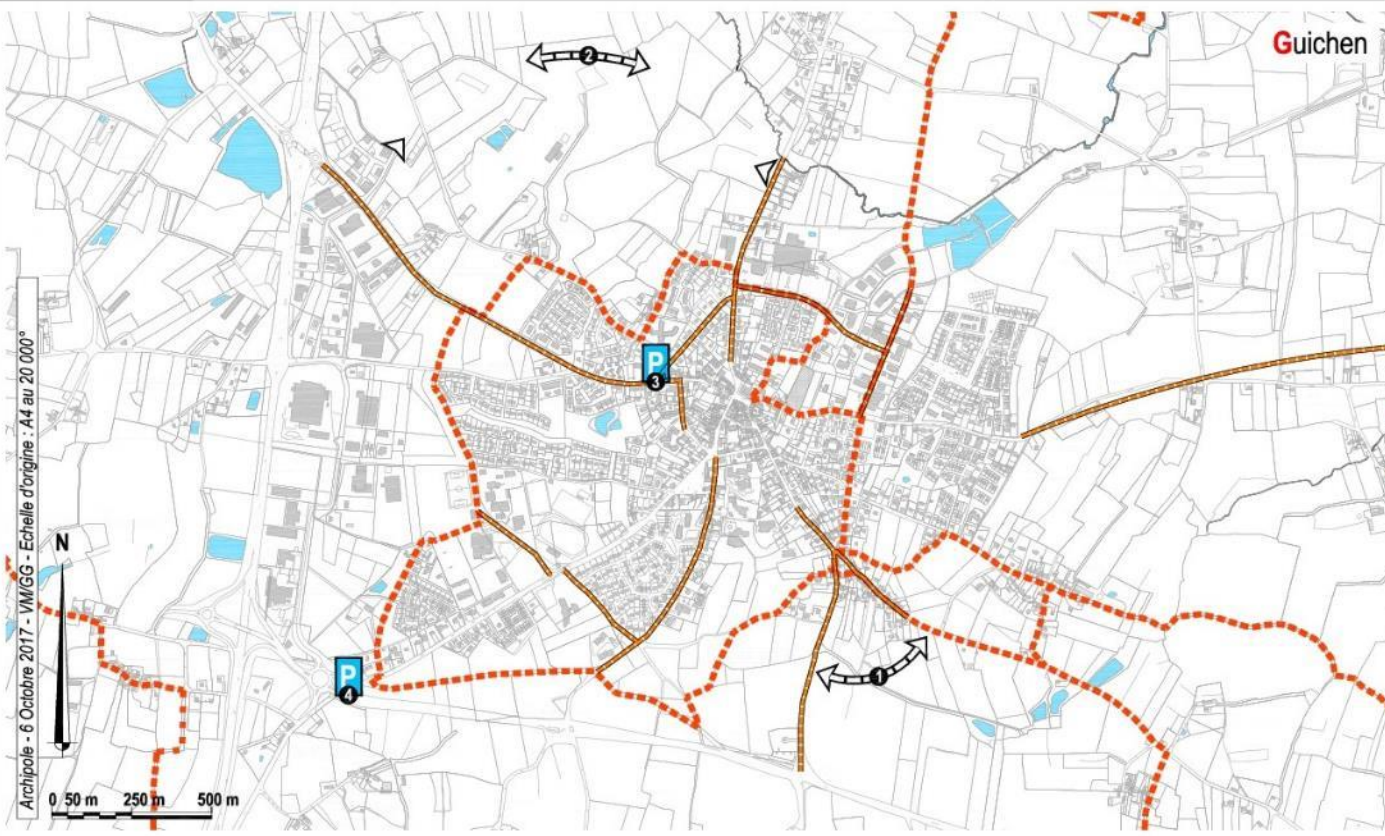 Guichen
2
P
3
P
4
1
N
0 50 m 250 m 500 m
Archipole - 6 Octobre 2017 - VM/GG - Echelle d'origine : A4 au 20 000°